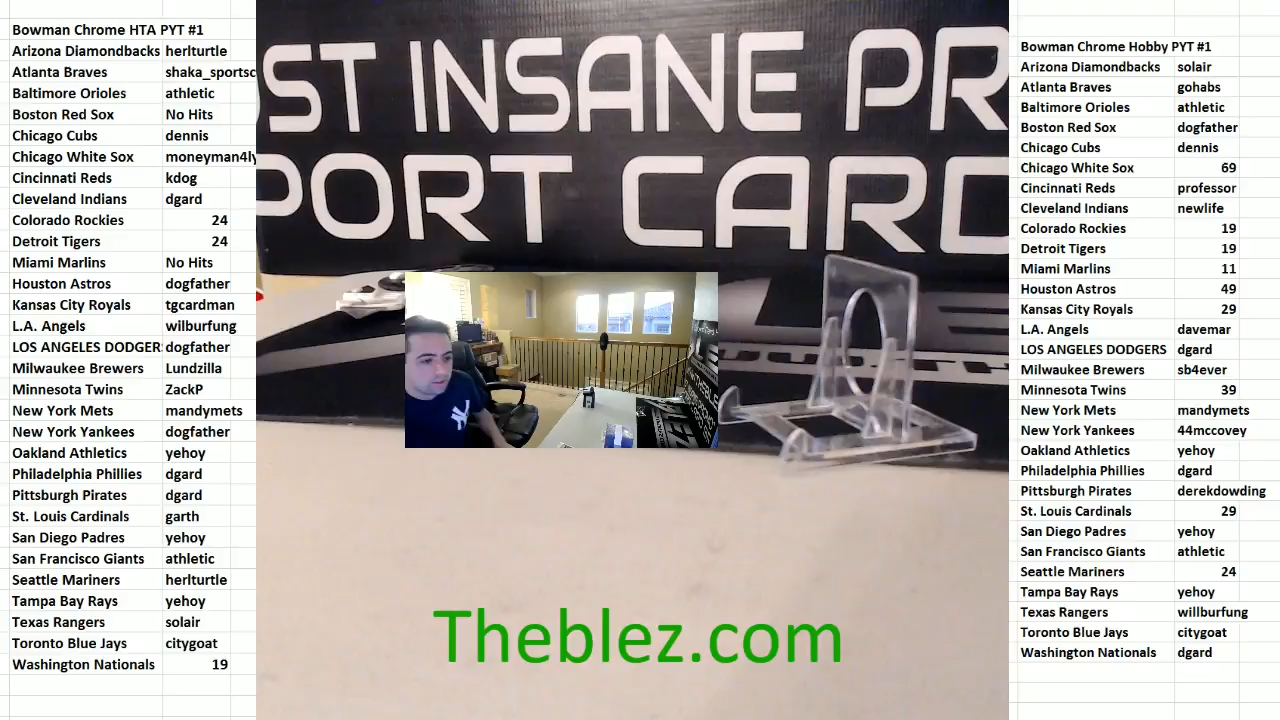 Bowman Chrome HTA PYT #1
Arizona Diamondbacks herlturtle
Atlanta Braves shaka_sportsc
Baltimore Orioles athletic
Boston Red Sox No Hits
Chicago Cubs dennis
Chicago White Sox moneyman4ly
Cincinnati Reds kdog
Cleveland Indians dgard
Colorado Rockies 24
Detroit Tigers 24
Miami Marlins No Hits
Houston Astros dogfather
Kansas City Royals tgcardman
L.A. Angels wilburfung
LOS ANGELES DODGERS dogfather
Milwaukee Brewers Lundzilla
Minnesota Twins ZackP
New York Mets mandymets
New York Yankees dogfather
Oakland Athletics yehoy
Philadelphia Phillies dgard
Pittsburgh Pirates dgard
St. Louis Cardinals garth
San Diego Padres yehoy
San Francisco Giants athletic
Seattle Mariners herlturtle
Tampa Bay Rays yehoy
Texas Rangers solair
Toronto Blue Jays citygoat
Washington Nationals 19
ST INSANE PR
PORT CARD
Theblez.com
Bowman Chrome Hobby PYT #1
Arizona Diamondbacks solair
Atlanta Braves gohabs
Baltimore Orioles athletic
Boston Red Sox dogfather
Chicago Cubs dennis
Chicago White Sox 69
Cincinnati Reds professor
Cleveland Indians newlife
Colorado Rockies 19
Detroit Tigers 19
Miami Marlins 11
Houston Astros 49
Kansas City Royals 29
L.A. Angels davemar
LOS ANGELES DODGERS dgard
Milwaukee Brewers sb4ever
Minnesota Twins 39
New York Mets mandymets
New York Yankees 44mccovey
Oakland Athletics yehoy
Philadelphia Phillies dgard
Pittsburgh Pirates derekdowding
St. Louis Cardinals 29
San Diego Padres yehoy
San Francisco Giants athletic
Seattle Mariners 24
Tampa Bay Rays yehoy
Texas Rangers willburfung
Toronto Blue Jays citygoat
Washington Nationals dgard